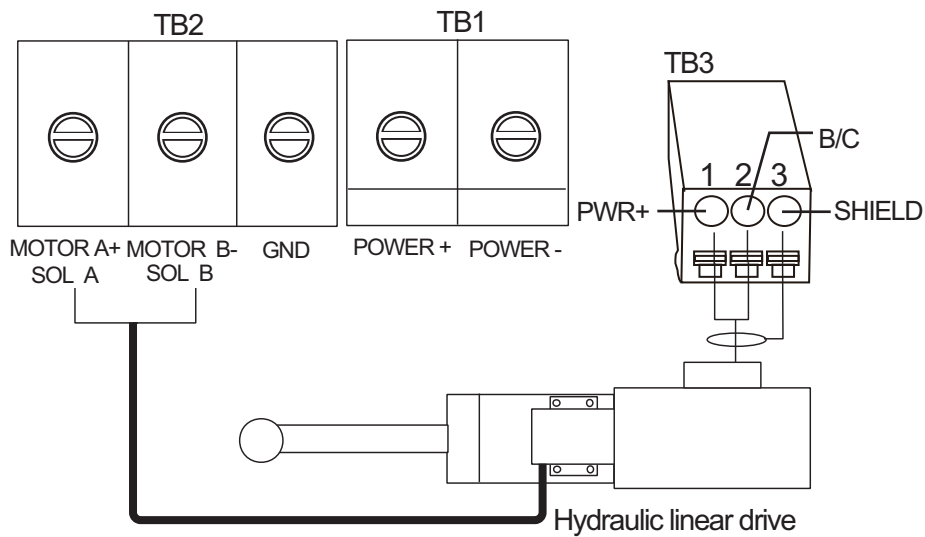 TB2
TB1
TB3
B/C
1 2 3
PWR+
SHIELD
MOTOR A+
SOL A
MOTOR B-
SOL B
GND
POWER +
POWER -
Hydraulic linear drive